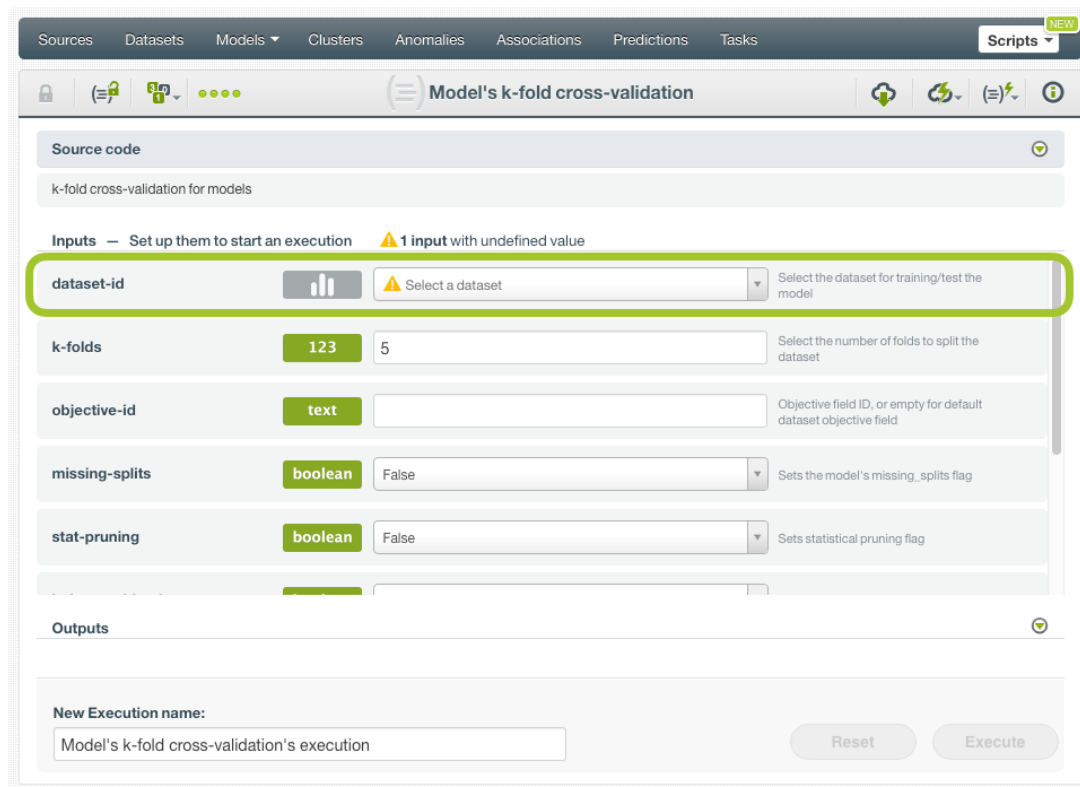 NEW
Sources Datasets Models Clusters Anomalies Associations Predictions Tasks Scripts
Model's k-fold cross-validation
Source code
k-fold cross-validation for models
Inputs — Set up them to start an execution 1 input with undefined value
dataset-id Select a dataset Select the dataset for training/test the
model
k-folds 123 5 Select the number of folds to split the
dataset
objective-id text Objective field ID, or empty for default
dataset objective field
missing-splits boolean False Sets the model's missing_splits flag
stat-pruning boolean False Sets statistical pruning flag
Outputs
New Execution name:
Model's k-fold cross-validation's execution
Reset Execute